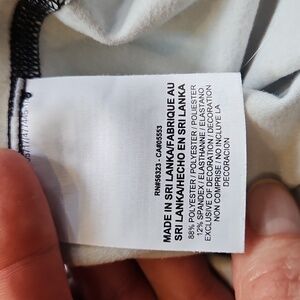 RN#56323 - CA#05553
MADE IN SRI LANKA/FABRIQUE AU
SRI LANKA/HECHO EN SRI LANKA
88% POLYESTER / POLYESTER / POLIESTER
12% SPANDEX / ELASTHANNE / ELASTANO
EXCLUSIVE OF DECORATION / DECORATION
NON COMPRISE / NO INCLUYE LA
DECORACION